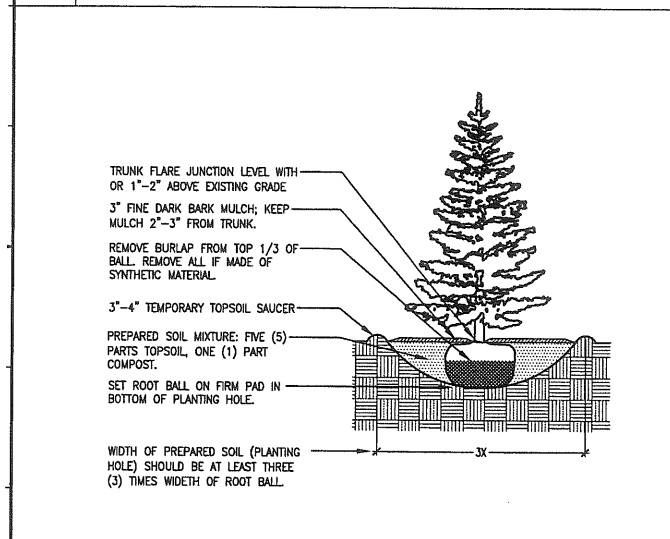 TRUNK FLARE JUNCTION LEVEL WITH
OR 1"-2" ABOVE EXISTING GRADE
3" FINE DARK BARK MULCH; KEEP
MULCH 2"-3" FROM TRUNK.
REMOVE BURLAP FROM TOP 1/3 OF
BALL. REMOVE ALL IF MADE OF
SYNTHETIC MATERIAL
3"-4" TEMPORARY TOPSOIL SAUCER
PREPARED SOIL MIXTURE: FIVE (5)
PARTS TOPSOIL, ONE (1) PART
COMPOST.
SET ROOT BALL ON FIRM PAD IN
BOTTOM OF PLANTING HOLE.
WIDTH OF PREPARED SOIL (PLANTING
HOLE) SHOULD BE AT LEAST THREE
(3) TIMES WIDETH OF ROOT BALL.
3X